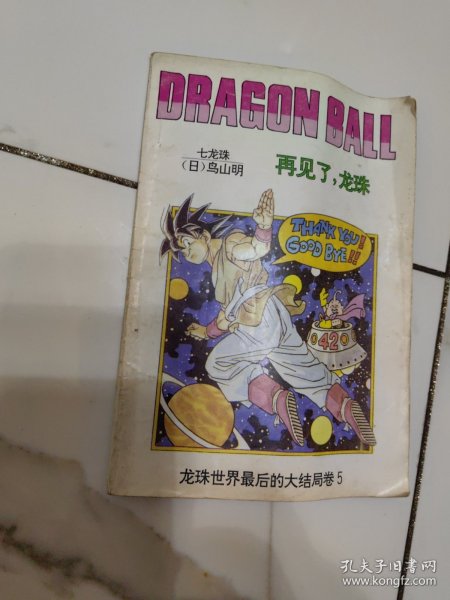 DRAGON BALL
七龙珠
(日)鸟山明
再见了,龙珠
THANK YOU!
GOOD BYE!!
42
龙珠世界最后的大结局卷5
孔夫子旧书网
www.kongfz.com